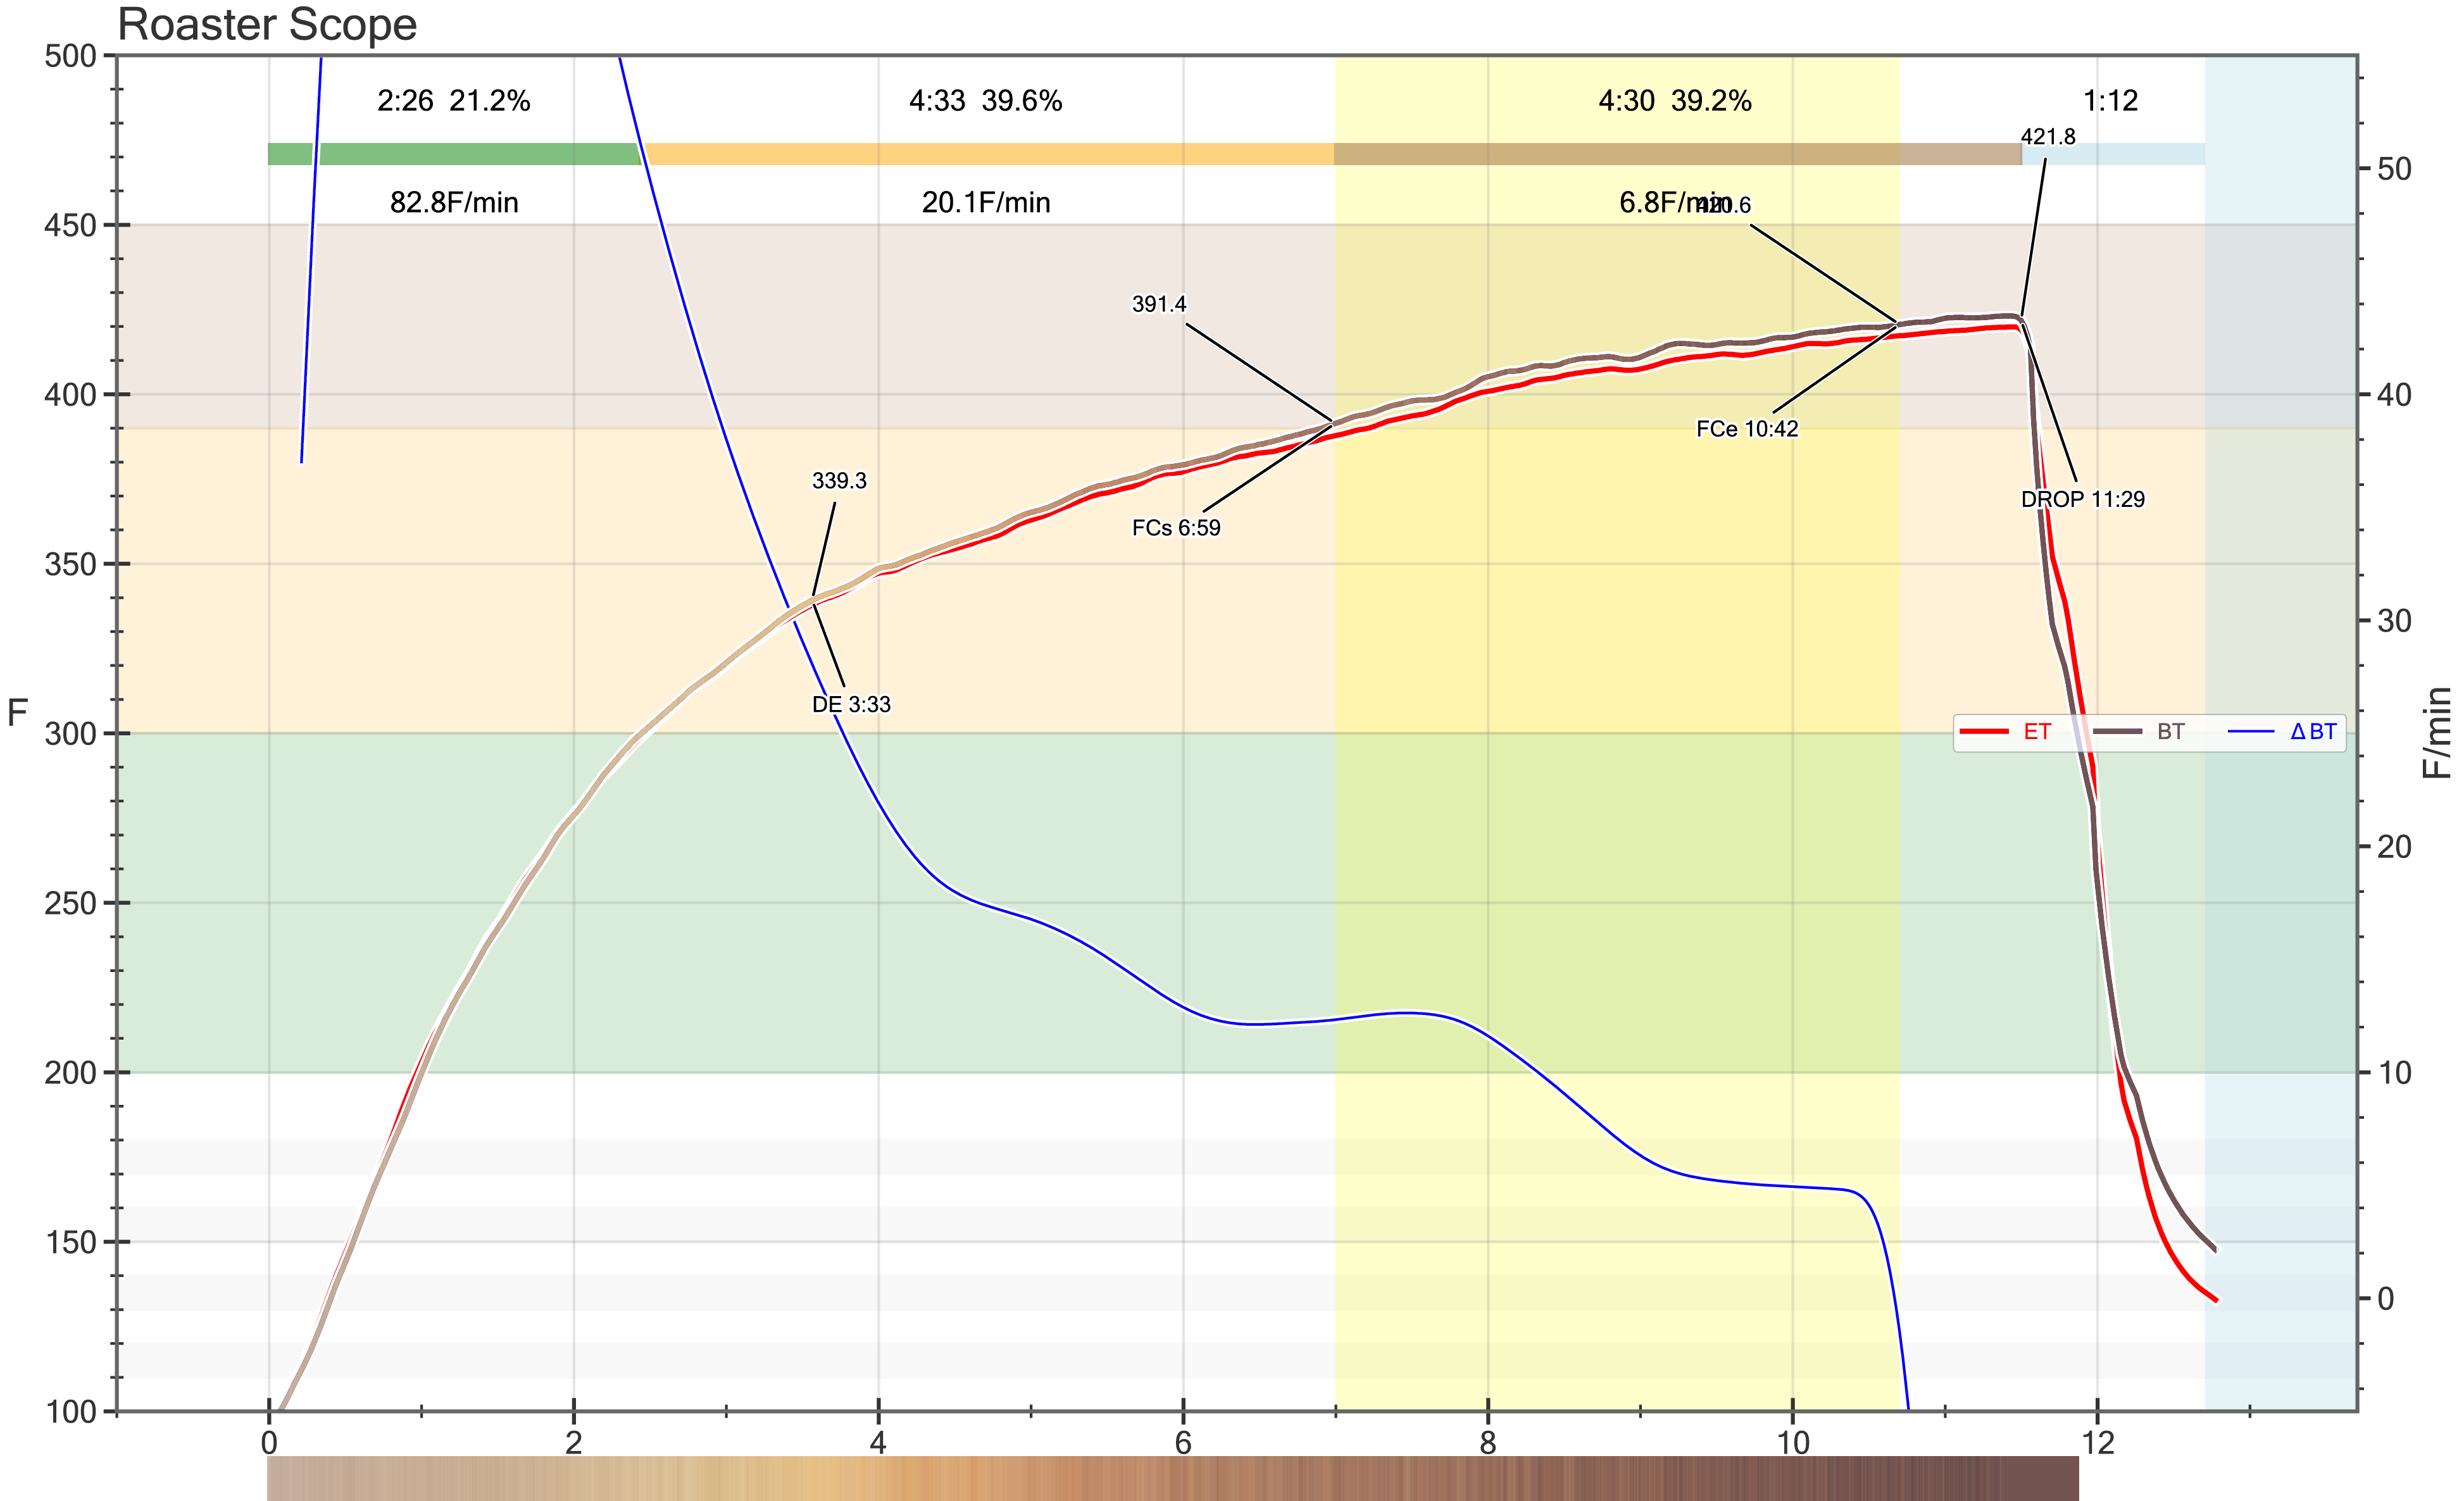 Roaster Scope
500
450
400
350
300
250
200
150
100
F
2:26 21.2%
4:33 39.6%
4:30 39.2%
1:12
82.8F/min
20.1F/min
6.8F/min
420.6
421.8
391.4
339.3
FCs 6:59
FCe 10:42
DROP 11:29
DE 3:33
ET BT Δ BT
50
40
30
20
10
0
F/min
0 2 4 6 8 10 12